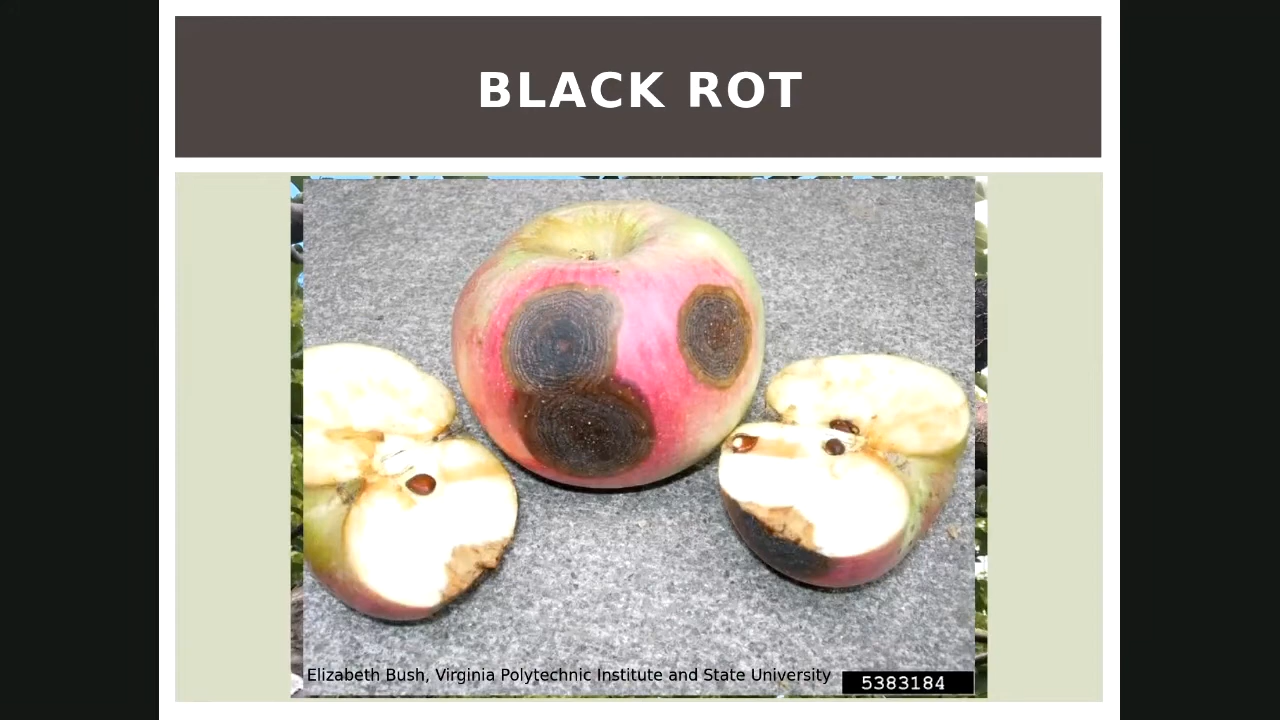 BLACK ROT
Elizabeth Bush, Virginia Polytechnic Institute and State University
5383184